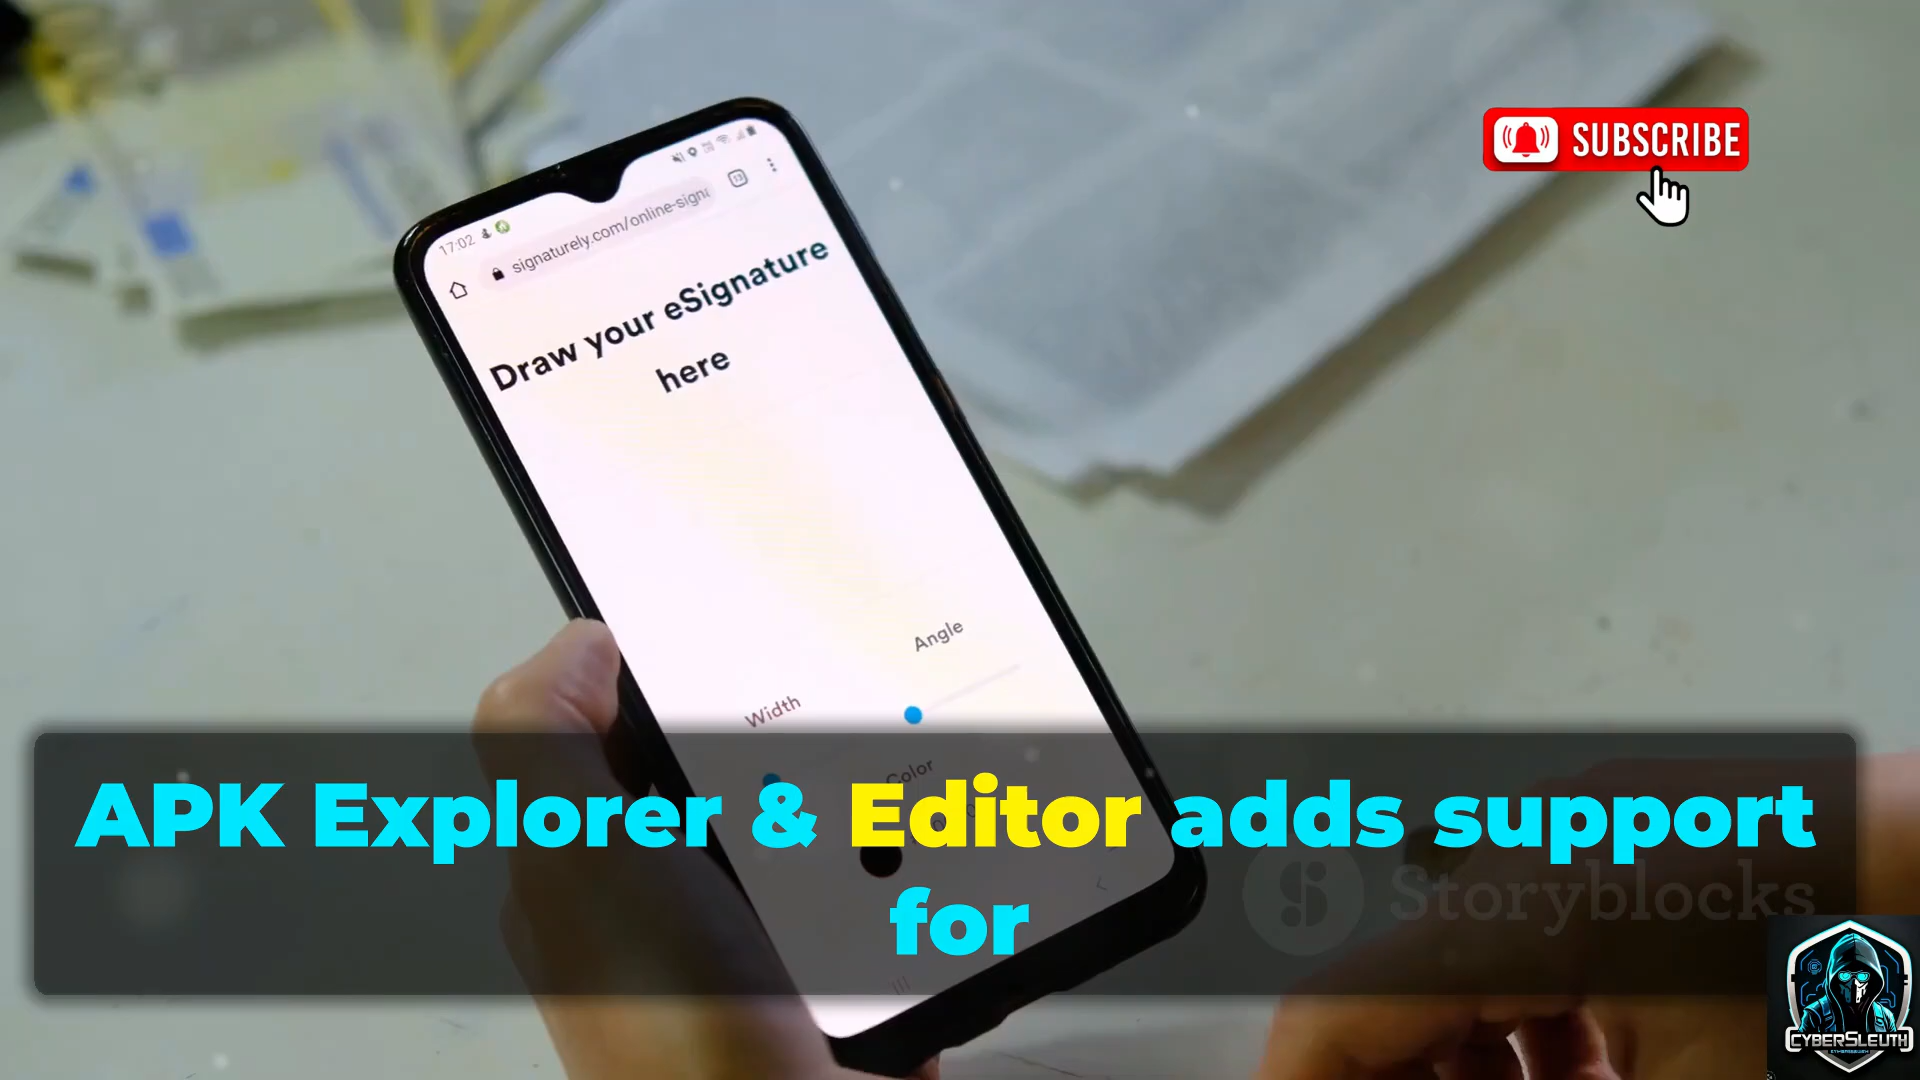 SUBSCRIBE
17:02
13
signaturely.com/online-signa
Draw your eSignature
here
Angle
Width
Color
APK Explorer & Editor adds support
for
Storyblocks
CYBERSLEUTH